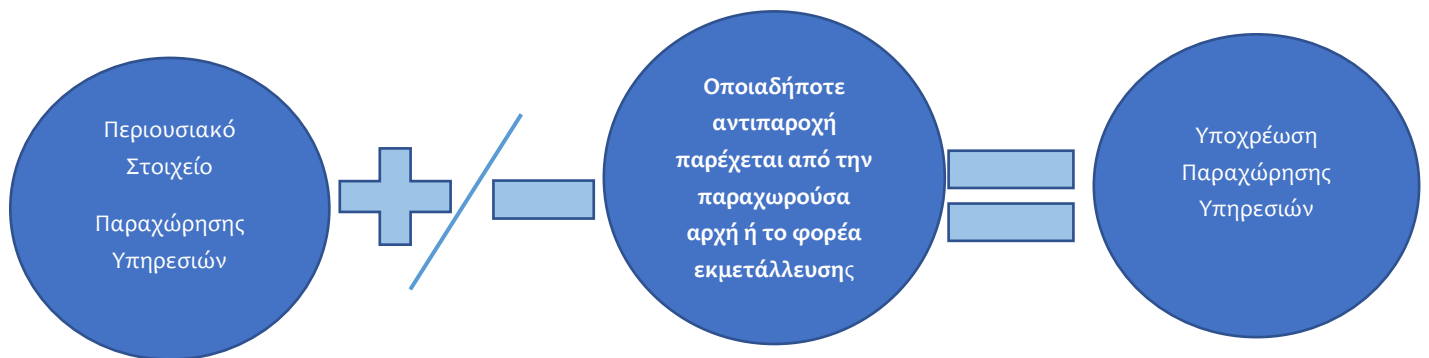 Περιουσιακό
Στοιχείο
Παραχώρησης
Υπηρεσιών
Οποιαδήποτε
αντιπαροχή
παρέχεται από την
παραχωρούσα
αρχή ή το φορέα
εκμετάλλευσης
Υποχρέωση
Παραχώρησης
Υπηρεσιών